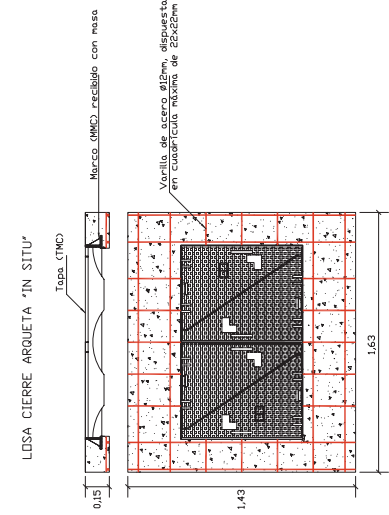 LOSA CIERRE ARQUETA "IN SITU"
Tapa (TMC)
Marco (MMC) recibido con masa
Varilla de acero Ø12mm, dispuesta
en cuadrícula máxima de 22x22mm
0,15
1,43
1,63